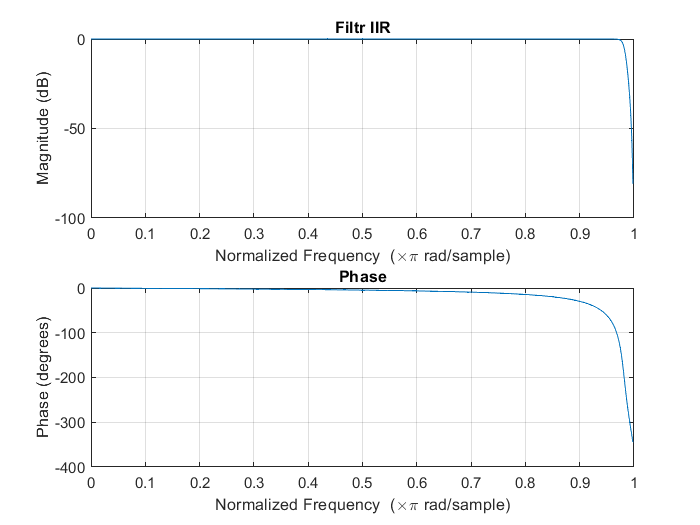 Filtr IIR
Magnitude (dB)
0
-50
-100
0 0.1 0.2 0.3 0.4 0.5 0.6 0.7 0.8 0.9 1
Normalized Frequency (×π rad/sample)
Phase
Phase (degrees)
0
-100
-200
-300
-400
0 0.1 0.2 0.3 0.4 0.5 0.6 0.7 0.8 0.9 1
Normalized Frequency (×π rad/sample)